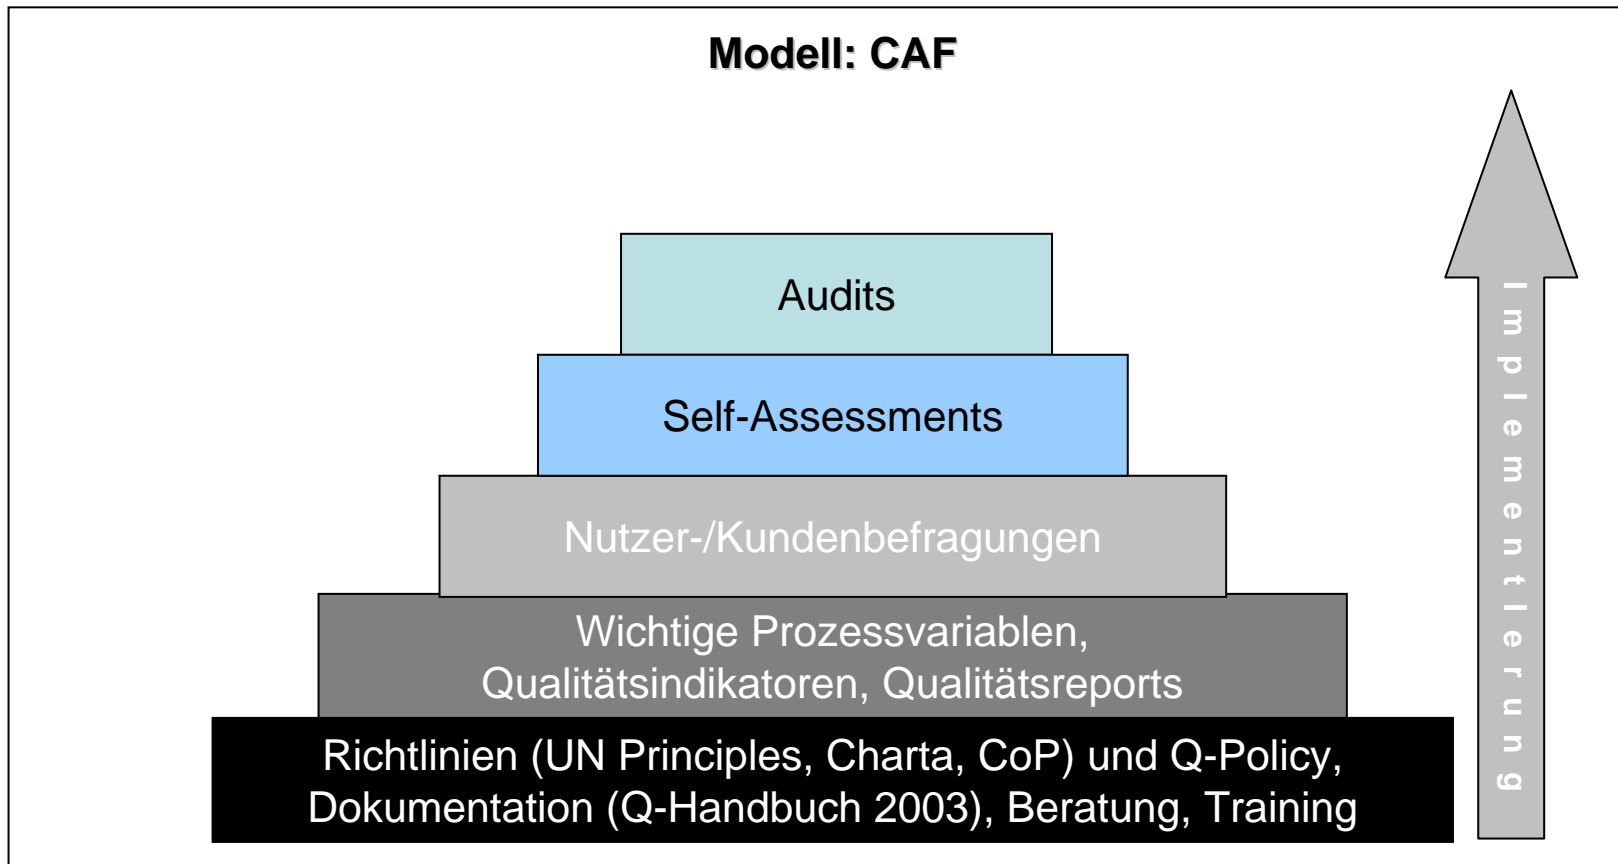 Modell: CAF
Audits
Self-Assessments
Nutzer-/Kundenbefragungen
Wichtige Prozessvariablen,
Qualitätsindikatoren, Qualitätsreports
Richtlinien (UN Principles, Charta, CoP) und Q-Policy,
Dokumentation (Q-Handbuch 2003), Beratung, Training
Implementierung